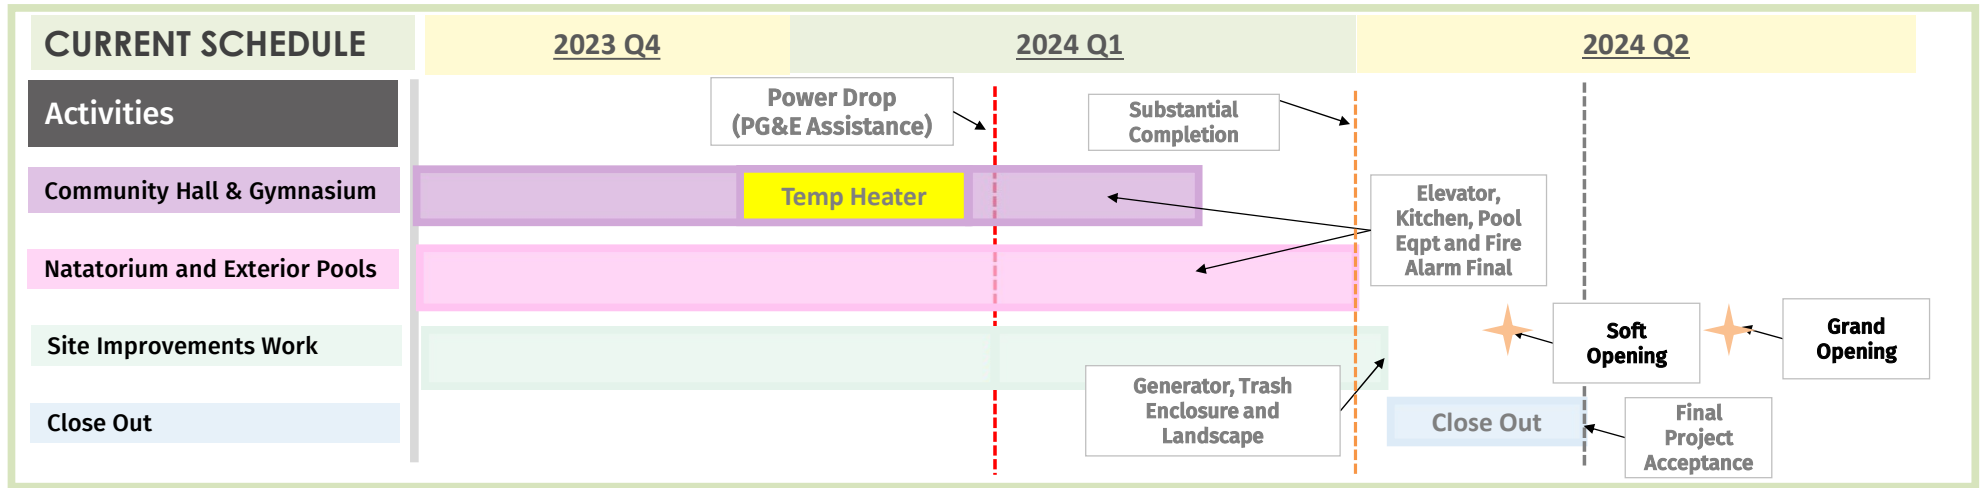 CURRENT SCHEDULE
2023 Q4
2024 Q1
2024 Q2
Activities
Power Drop
(PG&E Assistance)
Substantial
Completion
Community Hall & Gymnasium
Temp Heater
Elevator,
Kitchen, Pool
Eqpt and Fire
Alarm Final
Natatorium and Exterior Pools
Site Improvements Work
Soft
Opening
Grand
Opening
Generator, Trash
Enclosure and
Landscape
Close Out
Close Out
Final
Project
Acceptance